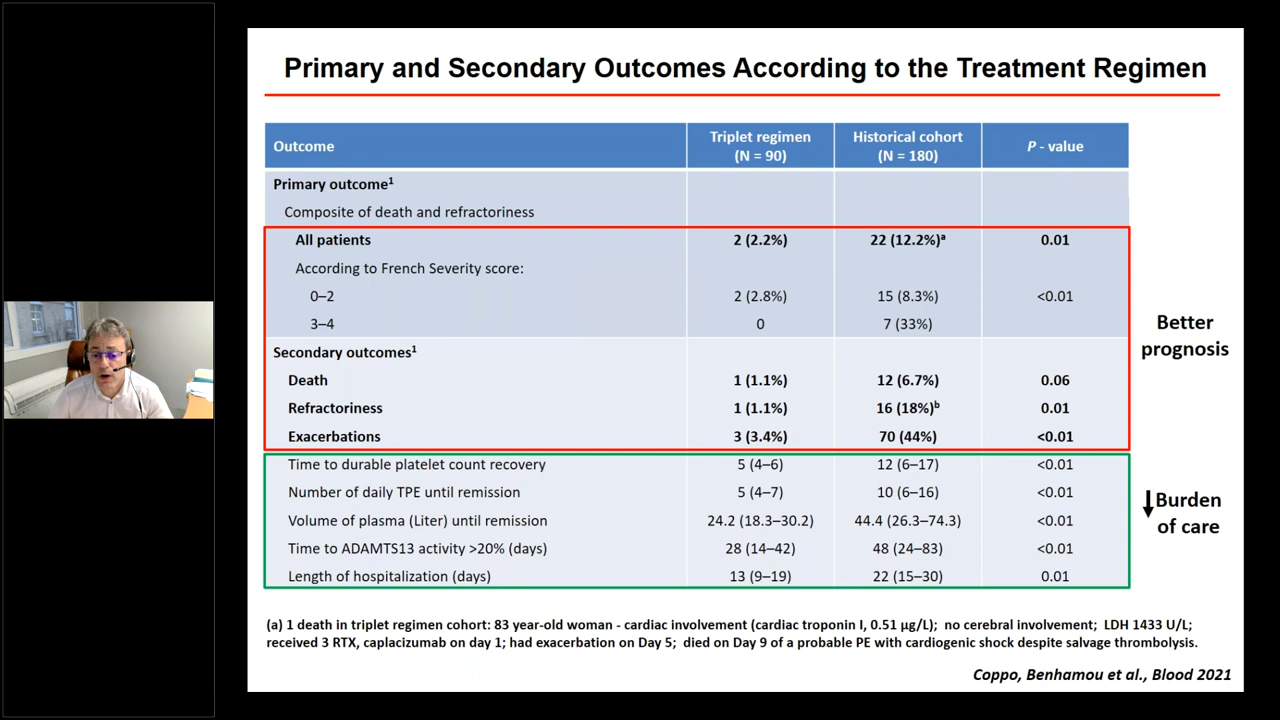 Primary and Secondary Outcomes According to the Treatment Regimen
Outcome
Triplet regimen
(N = 90)
Historical cohort
(N = 180)
P - value
Primary outcome1
Composite of death and refractoriness
All patients 2 (2.2%) 22 (12.2%)a 0.01
According to French Severity score:
0–2 2 (2.8%) 15 (8.3%) <0.01
3–4 0 7 (33%)
Secondary outcomes1
Death 1 (1.1%) 12 (6.7%) 0.06
Refractoriness 1 (1.1%) 16 (18%)b 0.01
Exacerbations 3 (3.4%) 70 (44%) <0.01
Better
prognosis
Time to durable platelet count recovery 5 (4–6) 12 (6–17) <0.01
Number of daily TPE until remission 5 (4–7) 10 (6–16) <0.01
Volume of plasma (Liter) until remission 24.2 (18.3–30.2) 44.4 (26.3–74.3) <0.01
Time to ADAMTS13 activity >20% (days) 28 (14–42) 48 (24–83) <0.01
Length of hospitalization (days) 13 (9–19) 22 (15–30) 0.01
Burden
of care
(a) 1 death in triplet regimen cohort: 83 year-old woman - cardiac involvement (cardiac troponin I, 0.51 µg/L); no cerebral involvement; LDH 1433 U/L;
received 3 RTX, caplacizumab on day 1; had exacerbation on Day 5; died on Day 9 of a probable PE with cardiogenic shock despite salvage thrombolysis.
Coppo, Benhamou et al., Blood 2021